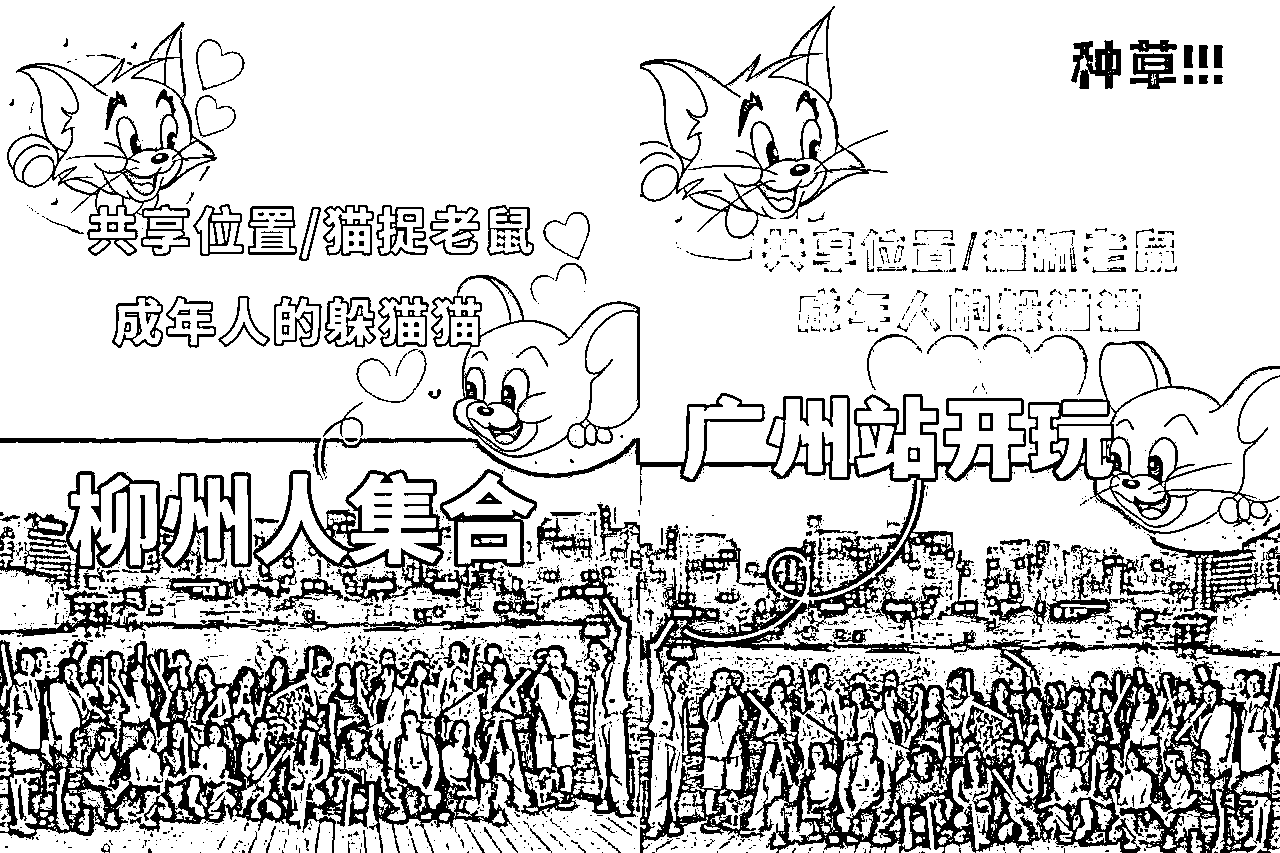 共享位置/猫捉老鼠
成年人的躲猫猫
柳州人集合
种草!!!
共享位置/猫抓老鼠
成年人的躲猫猫
广州站开玩